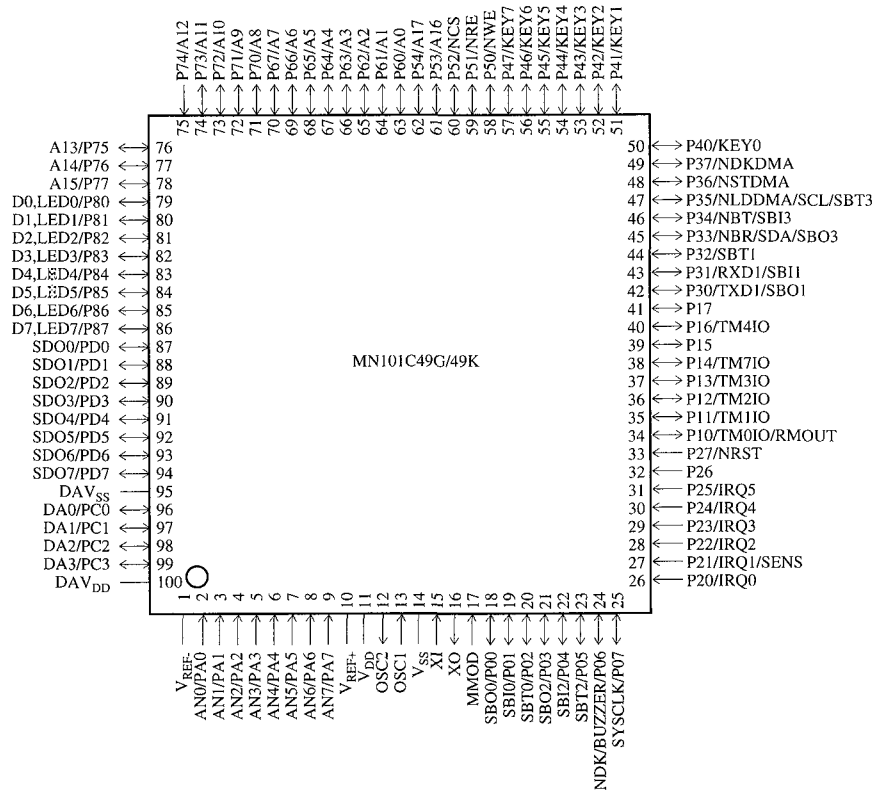 P74/A12
P73/A11
P72/A10
P71/A9
P70/A8
P67/A7
P66/A6
P65/A5
P64/A4
P63/A3
P62/A2
P61/A1
P60/A0
P54/A17
P53/A16
P52/NCS
P51/NRE
P50/NWE
P47/KEY7
P46/KEY6
P45/KEY5
P44/KEY4
P43/KEY3
P42/KEY2
P41/KEY1
75 74 73 72 71 70 69 68 67 66 65 64 63 62 61 60 59 58 57 56 55 54 53 52 51
A13/P75 76
A14/P76 77
A15/P77 78
D0,LED0/P80 79
D1,LED1/P81 80
D2,LED2/P82 81
D3,LED3/P83 82
D4,LED4/P84 83
D5,LED5/P85 84
D6,LED6/P86 85
D7,LED7/P87 86
SDO0/PD0 87
SDO1/PD1 88
SDO2/PD2 89
SDO3/PD3 90
SDO4/PD4 91
SDO5/PD5 92
SDO6/PD6 93
SDO7/PD7 94
DAVSS 95
DA0/PC0 96
DA1/PC1 97
DA2/PC2 98
DA3/PC3 99
DAVDD 100
MN101C49G/49K
50 P40/KEY0
49 P37/NDKDMA
48 P36/NSTDMA
47 P35/NLDDMA/SCL/SBT3
46 P34/NBT/SBI3
45 P33/NBR/SDA/SBO3
44 P32/SBT1
43 P31/RXD1/SBI1
42 P30/TXD1/SBO1
41 P17
40 P16/TM4IO
39 P15
38 P14/TM7IO
37 P13/TM3IO
36 P12/TM2IO
35 P11/TM1IO
34 P10/TM0IO/RMOUT
33 P27/NRST
32 P26
31 P25/IRQ5
30 P24/IRQ4
29 P23/IRQ3
28 P22/IRQ2
27 P21/IRQ1/SENS
26 P20/IRQ0
1 2 3 4 5 6 7 8 9 10 11 12 13 14 15 16 17 18 19 20 21 22 23 24 25
VREF-
AN0/PA0
AN1/PA1
AN2/PA2
AN3/PA3
AN4/PA4
AN5/PA5
AN6/PA6
AN7/PA7
VREF+
VDD
OSC2
OSC1
VSS
XI
XO
MMOD
SBO0/P00
SBI0/P01
SBT0/P02
SBO2/P03
SBI2/P04
SBT2/P05
NDK/BUZZER/P06
SYSCLK/P07